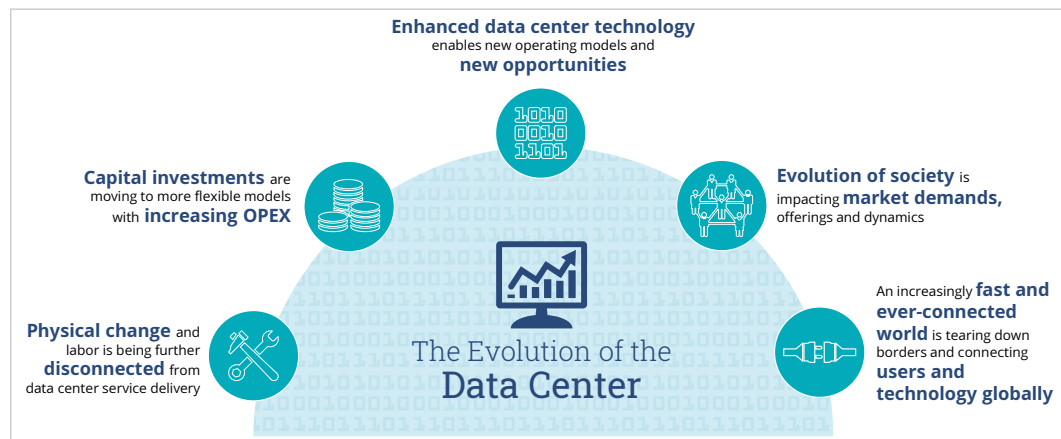 Enhanced data center technology
enables new operating models and
new opportunities
1010
0010
1101
Capital investments are
moving to more flexible models
with increasing OPEX
Evolution of society is
impacting market demands,
offerings and dynamics
Physical change and
labor is being further
disconnected from
data center service delivery
An increasingly fast and
ever-connected
world is tearing down
borders and connecting
users and
technology globally
The Evolution of the
Data Center